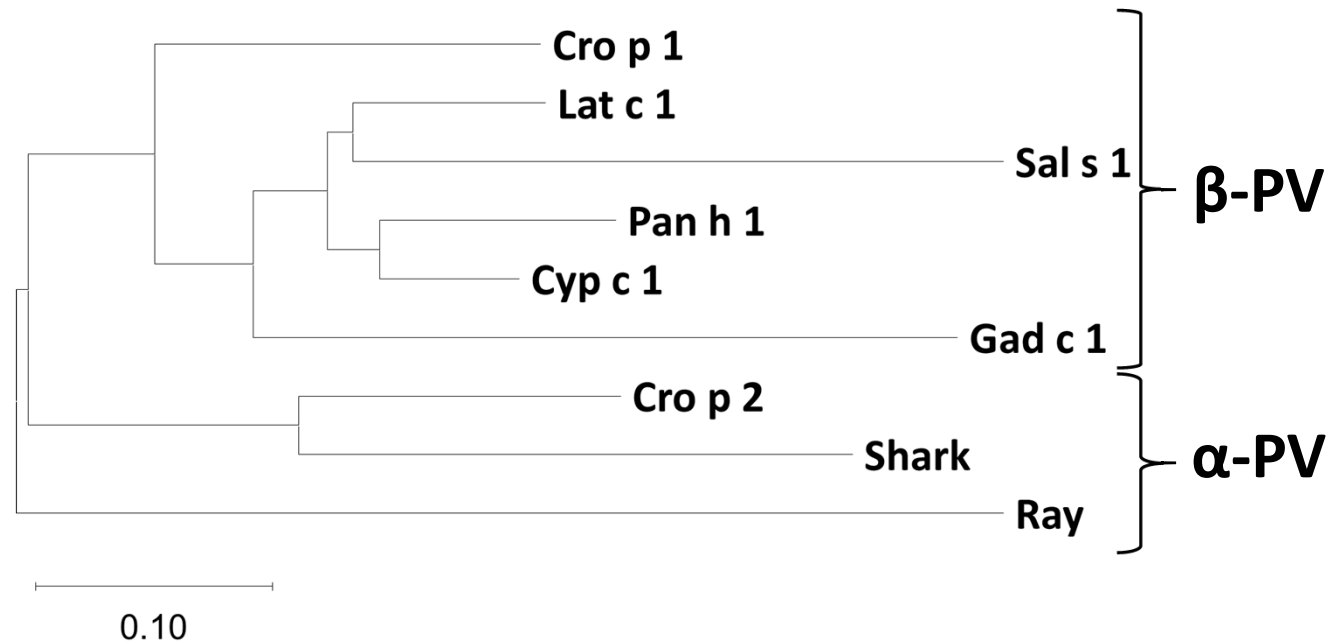 Cro p 1
Lat c 1
Sal s 1
Pan h 1
Cyp c 1
Gad c 1
β-PV
Cro p 2
Shark
Ray
α-PV
0.10